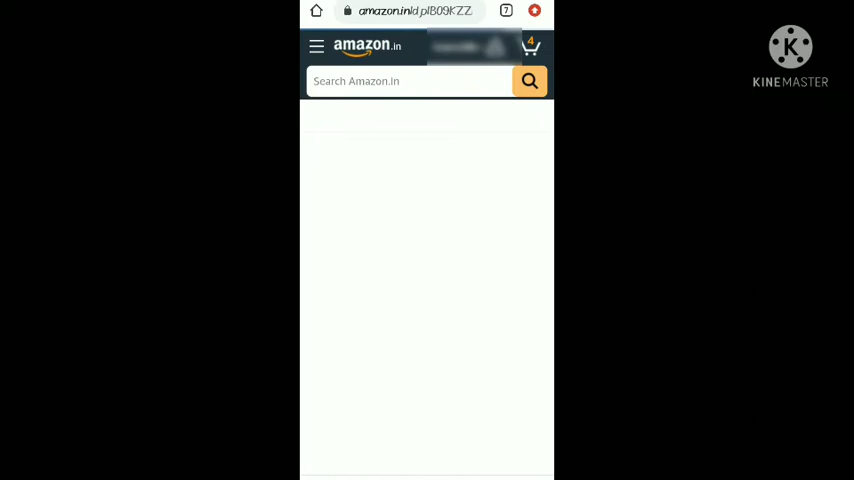 amazon.in/d.p/B09KZZ
7
amazon.in
4
Search Amazon.in
K
KINEMASTER